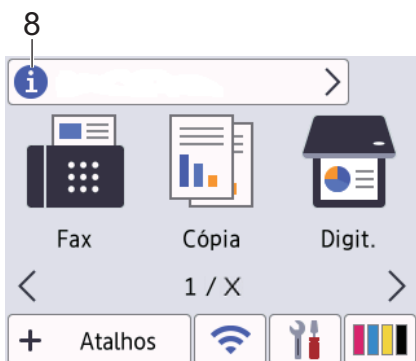 8
i
Fax Cópia Digit.
< 1 / X >
+ Atalhos